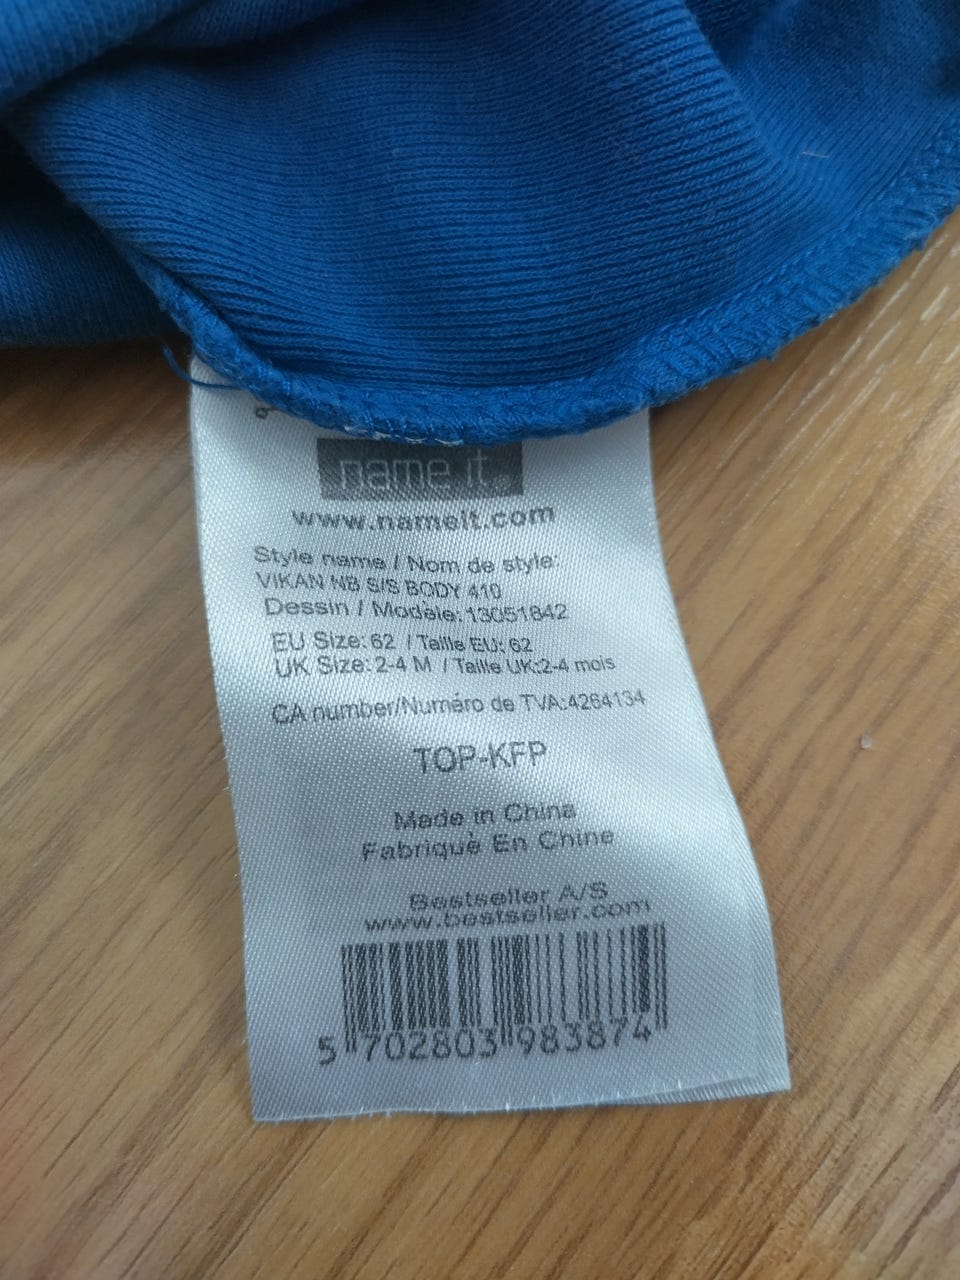 name it.
www.nameit.com
Style name / Nom de style:
VIKAN NB S/S BODY 410
Dessin / Modèle: 13051842
EU Size: 62 / Taille EU: 62
UK Size: 2-4 M / Taille UK:2-4 mois
CA number/Numéro de TVA:4264134
TOP-KFP
Made in China
Fabriqué En Chine
Bestseller A/S
www.bestseller.com
5 702803 983874